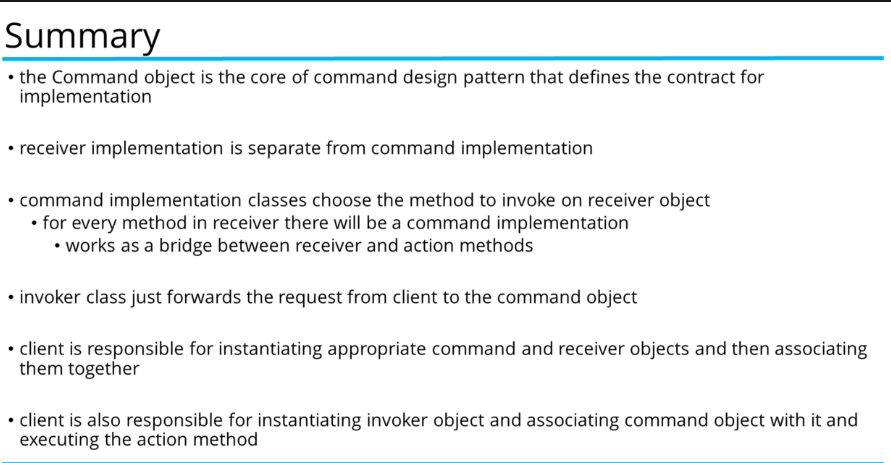 Summary
• the Command object is the core of command design pattern that defines the contract for
implementation
• receiver implementation is separate from command implementation
• command implementation classes choose the method to invoke on receiver object
• for every method in receiver there will be a command implementation
• works as a bridge between receiver and action methods
• invoker class just forwards the request from client to the command object
• client is responsible for instantiating appropriate command and receiver objects and then associating
them together
• client is also responsible for instantiating invoker object and associating command object with it and
executing the action method